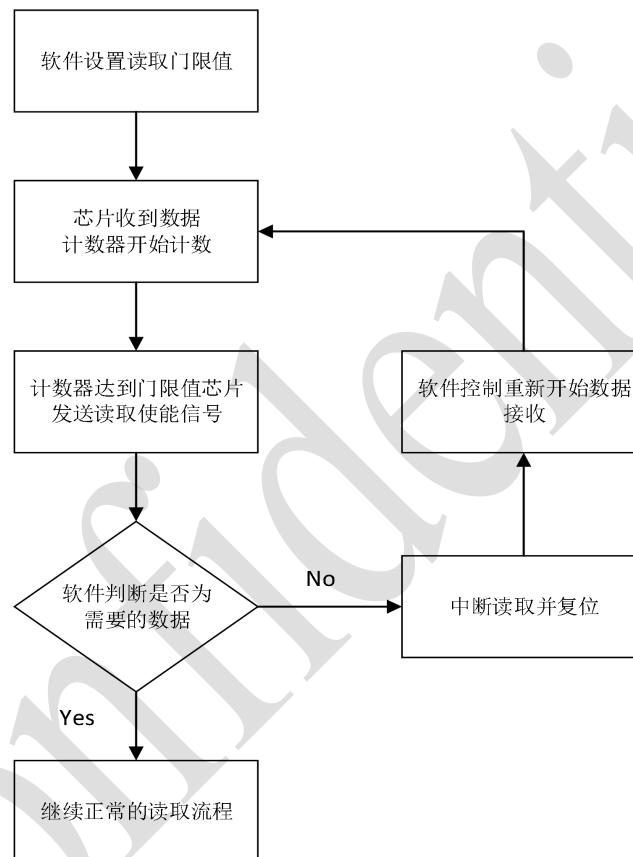 软件设置读取门限值
芯片收到数据
计数器开始计数
计数器达到门限值芯片
发送读取使能信号
软件控制重新开始数据
接收
软件判断是否为
需要的数据
No
中断读取并复位
Yes
继续正常的读取流程
onfidenti